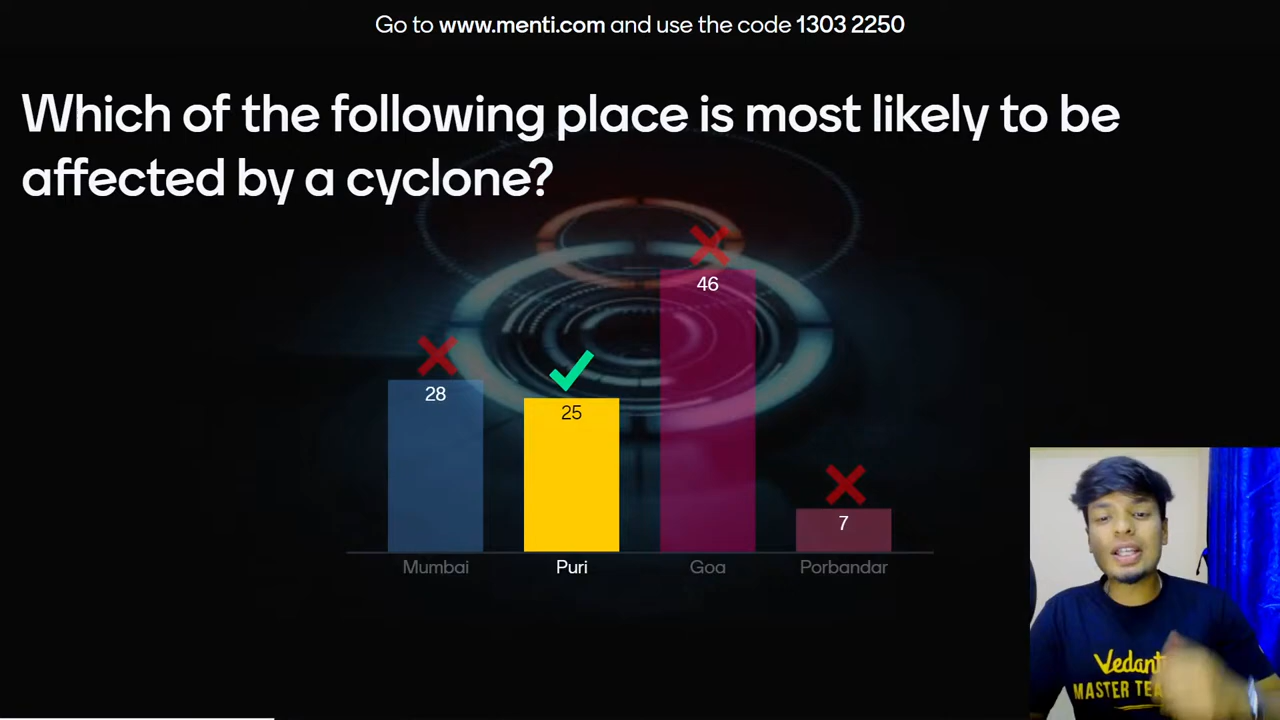 Go to www.menti.com and use the code 1303 2250
Which of the following place is most likely to be
affected by a cyclone?
46
28
25
7
Mumbai Puri Goa Porbandar
Vedant
MASTER TEA